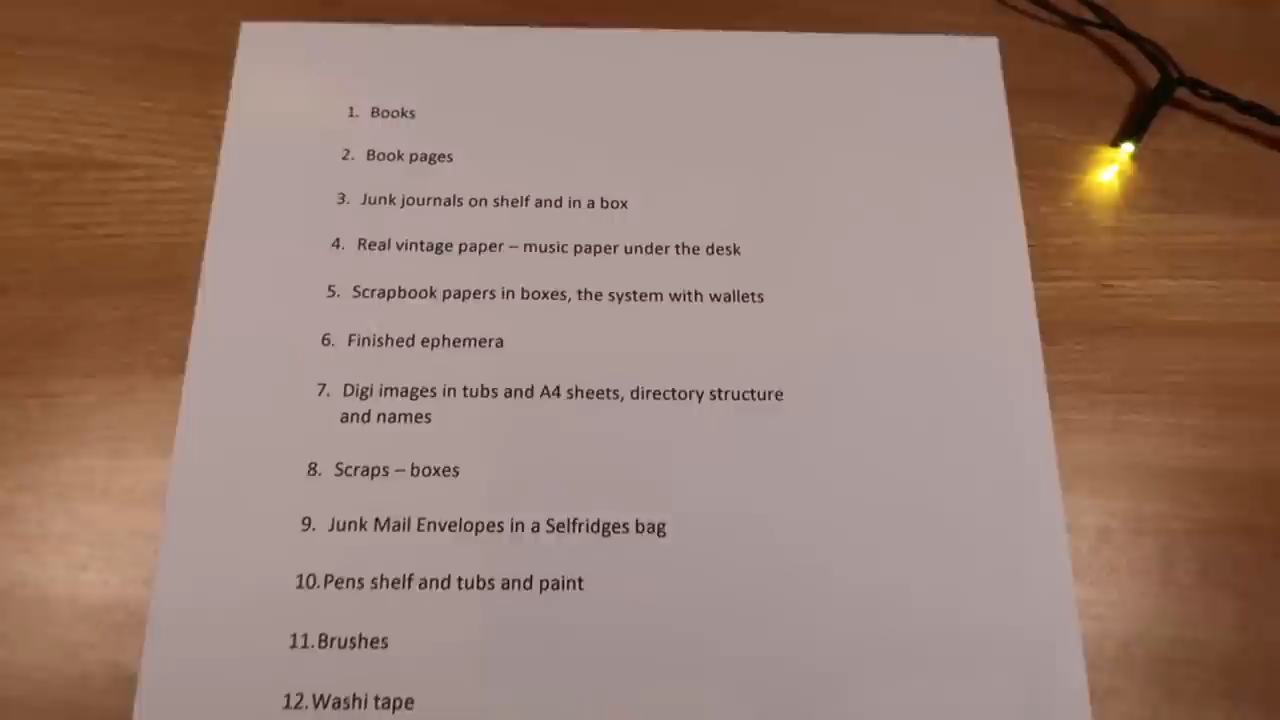 1. Books
2. Book pages
3. Junk journals on shelf and in a box
4. Real vintage paper – music paper under the desk
5. Scrapbook papers in boxes, the system with wallets
6. Finished ephemera
7. Digi images in tubs and A4 sheets, directory structure
and names
8. Scraps – boxes
9. Junk Mail Envelopes in a Selfridges bag
10. Pens shelf and tubs and paint
11. Brushes
12. Washi tape